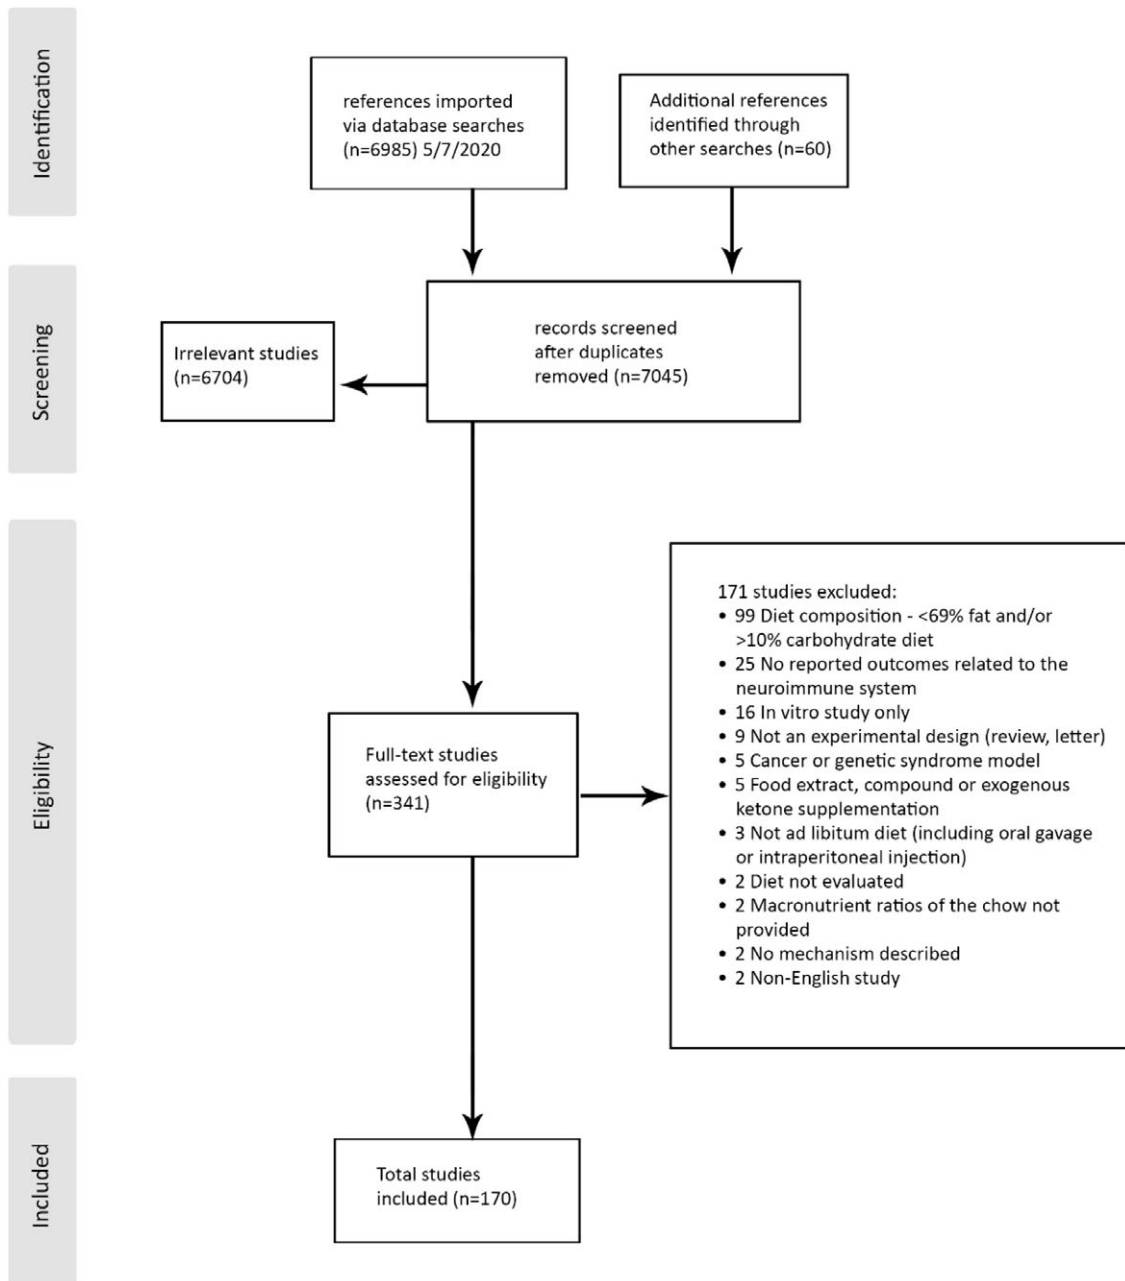 Identification
references imported
via database searches
(n=6985) 5/7/2020
Additional references
identified through
other searches (n=60)
Screening
records screened
after duplicates
removed (n=7045)
Irrelevant studies
(n=6704)
Eligibility
Full-text studies
assessed for eligibility
(n=341)
171 studies excluded:
• 99 Diet composition - <69% fat and/or
>10% carbohydrate diet
• 25 No reported outcomes related to the
neuroimmune system
• 16 In vitro study only
• 9 Not an experimental design (review, letter)
• 5 Cancer or genetic syndrome model
• 5 Food extract, compound or exogenous
ketone supplementation
• 3 Not ad libitum diet (including oral gavage
or intraperitoneal injection)
• 2 Diet not evaluated
• 2 Macronutrient ratios of the chow not
provided
• 2 No mechanism described
• 2 Non-English study
Included
Total studies
included (n=170)